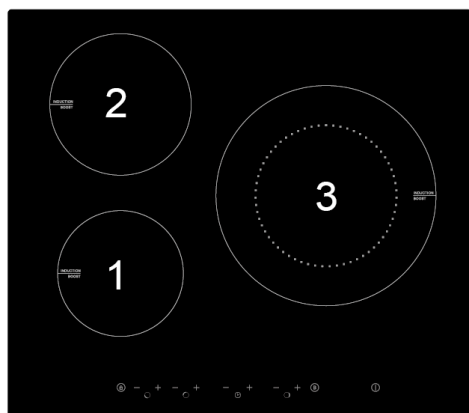 2
INDUCTION
BOOST
3
INDUCTION
BOOST
1
INDUCTION
BOOST
- + - + - + - +